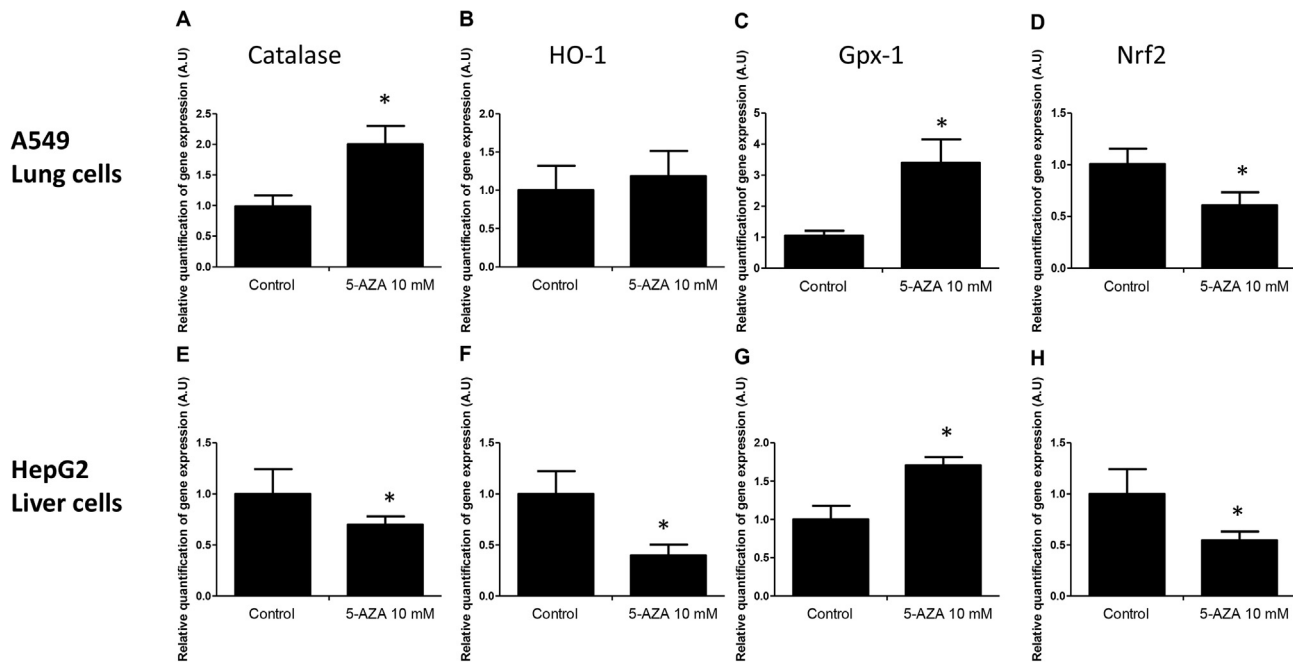 A
B
C
D
Catalase
HO-1
Gpx-1
Nrf2
A549
Lung cells
Relative quantification of gene expression (A.U)
2.5
2.0
1.5
1.0
0.5
0.0
*
Control
5-AZA 10 mM
Relative quantification of gene expression (A.U)
2.0
1.5
1.0
0.5
0.0
Control
5-AZA 10 mM
Relative quantificationof gene expression (A.U)
5
4
3
2
1
0
*
Control
5-AZA 10 mM
Relative quantification of gene expression (A.U)
1.5
1.0
0.5
0.0
*
Control
5-AZA 10 mM
E
F
G
H
HepG2
Liver cells
Relative quantification of gene expression (A.U)
1.5
1.0
0.5
0.0
*
Control
5-AZA 10 mM
Relative quantification of gene expression (A.U)
1.5
1.0
0.5
0.0
*
Control
5-AZA 10 mM
Relative quantification of gene expression (A.U)
2.0
1.5
1.0
0.5
0.0
*
Control
5-AZA 10 mM
Relative quantification of gene expression (A.U)
1.5
1.0
0.5
0.0
*
Control
5-AZA 10 mM